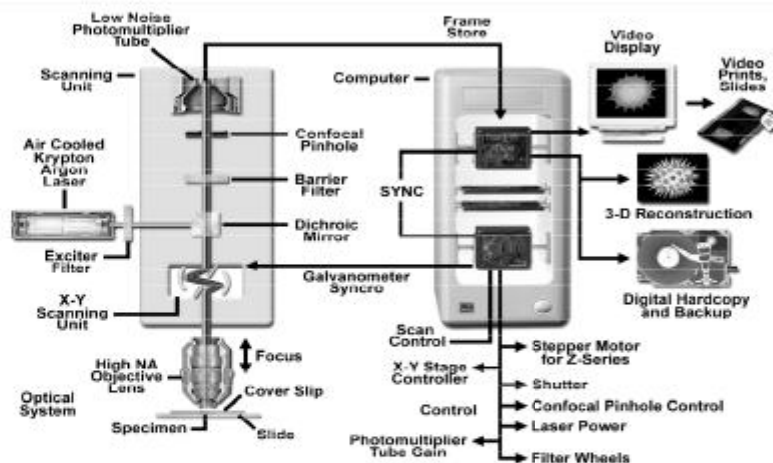 Low Noise
Photomultiplier
Tube
Scanning
Unit
Air Cooled
Krypton
Argon
Laser
Exciter
Filter
X-Y
Scanning
Unit
High NA
Objective
Lens
Optical
System
Specimen
Slide
Cover Slip
Focus
Confocal
Pinhole
Barrier
Filter
Dichroic
Mirror
Galvanometer
Syncro
Frame
Store
Computer
SYNC
Video
Display
Video
Prints,
Slides
3-D Reconstruction
Digital Hardcopy
and Backup
Scan
Control
X-Y Stage
Controller
Control
Photomultiplier
Tube Gain
Stepper Motor
for Z-Series
Shutter
Confocal Pinhole Control
Laser Power
Filter Wheels